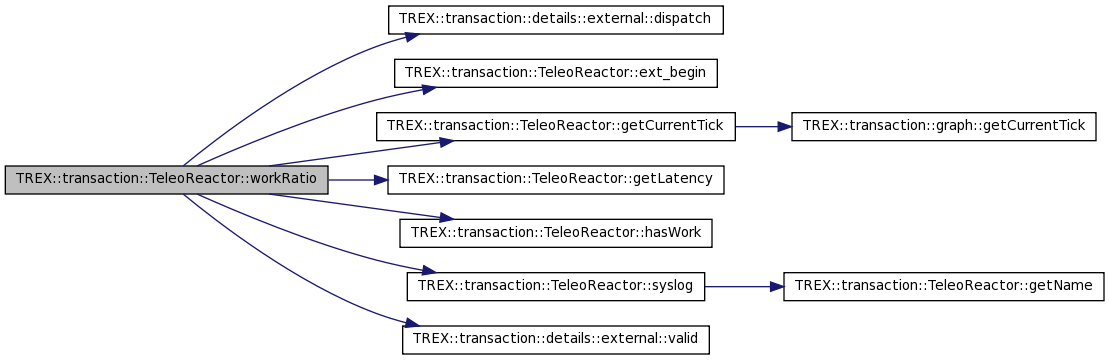 TREX::transaction::details::external::dispatch
TREX::transaction::TeleoReactor::ext_begin
TREX::transaction::TeleoReactor::getCurrentTick
TREX::transaction::graph::getCurrentTick
TREX::transaction::TeleoReactor::workRatio
TREX::transaction::TeleoReactor::getLatency
TREX::transaction::TeleoReactor::hasWork
TREX::transaction::TeleoReactor::syslog
TREX::transaction::TeleoReactor::getName
TREX::transaction::details::external::valid